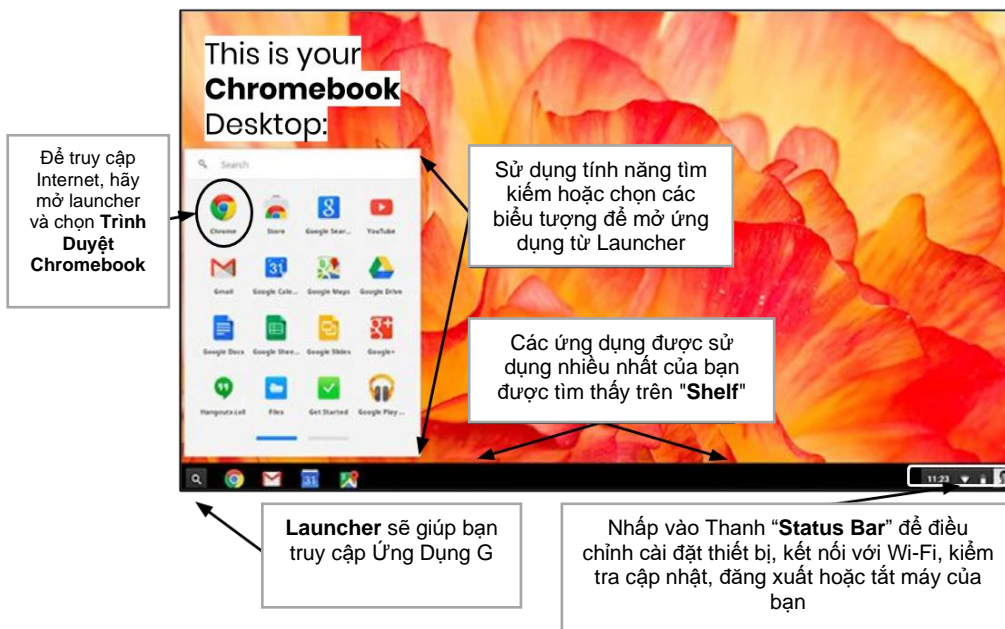 This is your
Chromebook
Desktop:
Để truy cập
Internet, hãy
mở launcher
và chọn Trình
Duyệt
Chromebook
Search
Chrome
Store
Google Sear...
YouTube
Gmail
Google Cale...
Google Maps
Google Drive
Google Docs
Google Shee...
Google Slides
Google+
Hangouts call
Files
Get Started
Google Play ...
Sử dụng tính năng tìm
kiếm hoặc chọn các
biểu tượng để mở ứng
dụng từ Launcher
Các ứng dụng được sử
dụng nhiều nhất của bạn
được tìm thấy trên "Shelf"
11:23
Launcher sẽ giúp bạn
truy cập Ứng Dụng G
Nhấp vào Thanh “Status Bar” để điều
chỉnh cài đặt thiết bị, kết nối với Wi-Fi, kiểm
tra cập nhật, đăng xuất hoặc tắt máy của
bạn